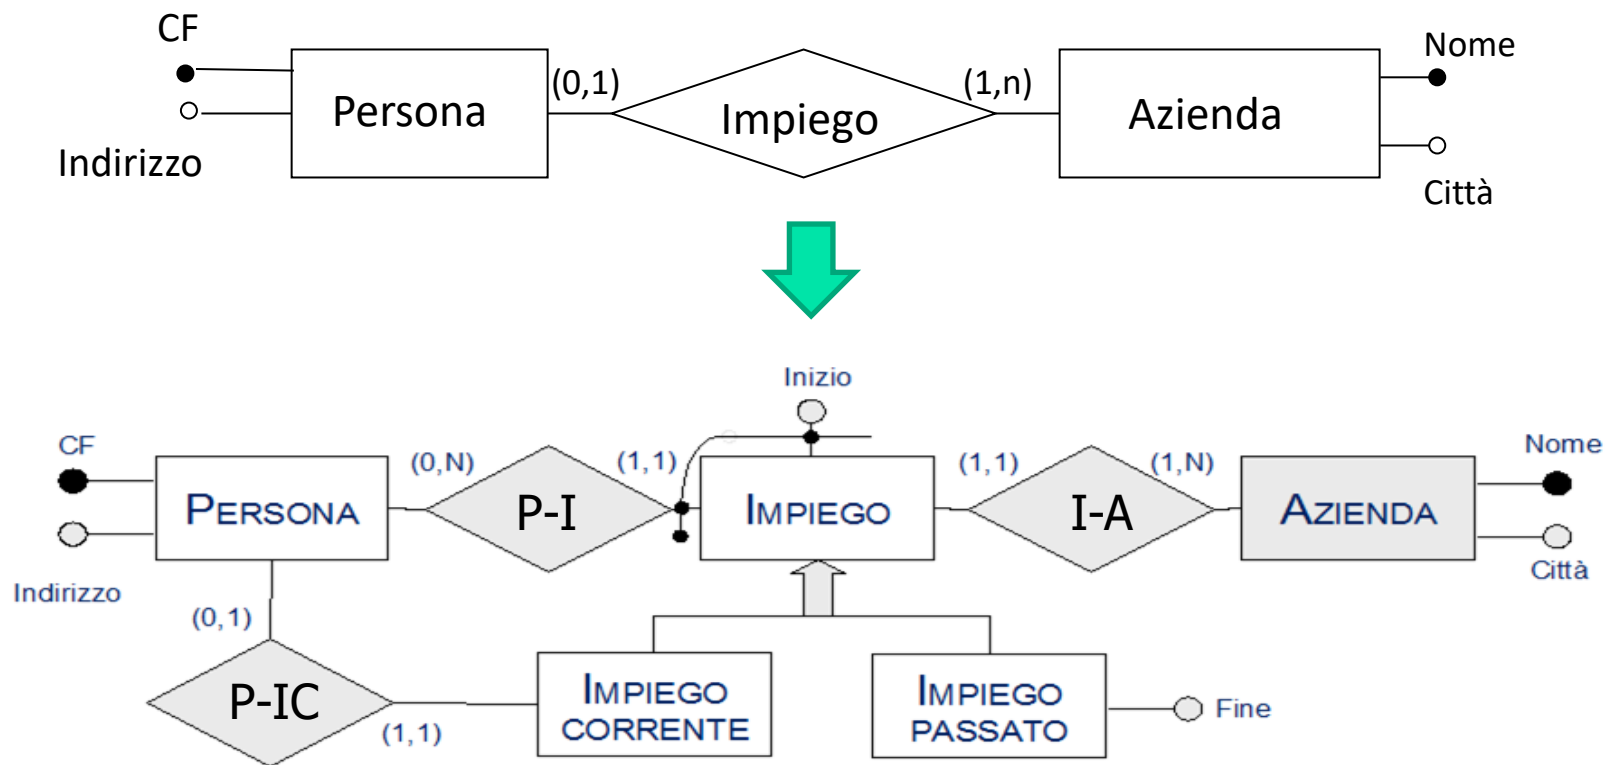 CF
Indirizzo
Persona
(0,1)
Impiego
(1,n)
Azienda
Nome
Città
Inizio
CF
Indirizzo
PERSONA
(0,N)
P-I
(1,1)
IMPIEGO
(1,1)
I-A
(1,N)
AZIENDA
Nome
Città
(0,1)
P-IC
(1,1)
IMPIEGO
CORRENTE
IMPIEGO
PASSATO
Fine